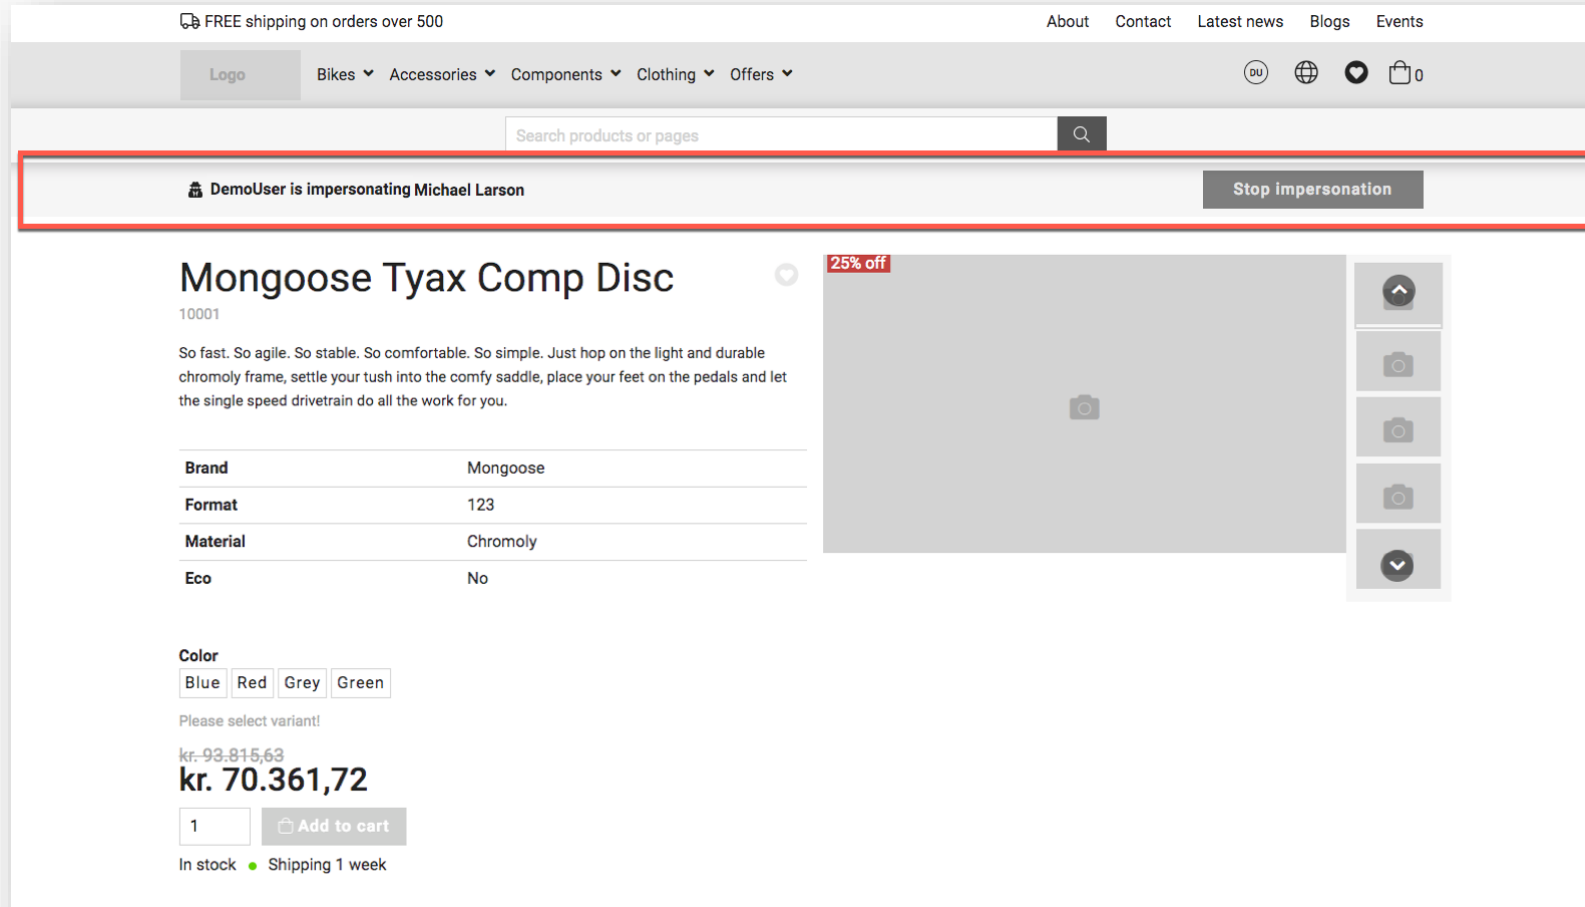 FREE shipping on orders over 500
About Contact Latest news Blogs Events
Logo Bikes Accessories Components Clothing Offers DU 0
Search products or pages
DemoUser is impersonating Michael Larson Stop impersonation
Mongoose Tyax Comp Disc
25% off
10001
So fast. So agile. So stable. So comfortable. So simple. Just hop on the light and durable
chromoly frame, settle your tush into the comfy saddle, place your feet on the pedals and let
the single speed drivetrain do all the work for you.
Brand Mongoose
Format 123
Material Chromoly
Eco No
Color
Blue Red Grey Green
Please select variant!
kr. 93.815,63
kr. 70.361,72
1 Add to cart
In stock Shipping 1 week